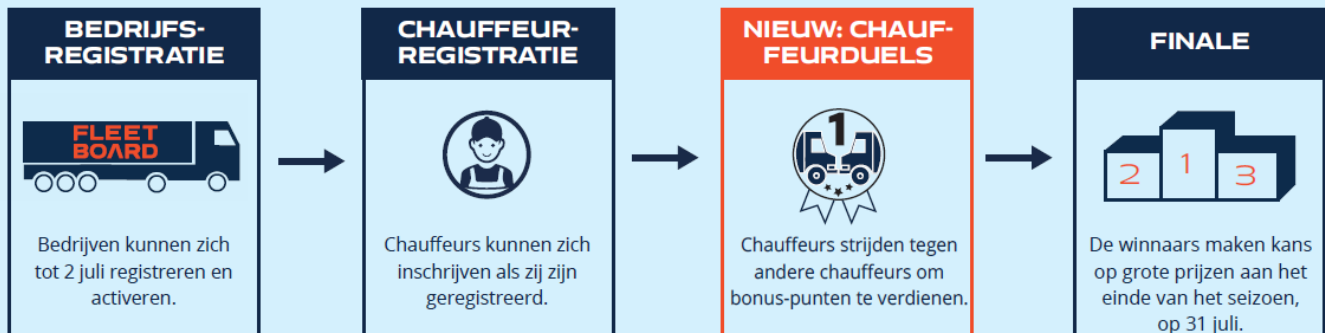 BEDRIJFS-
REGISTRATIE
FLEET
BOARD
Bedrijven kunnen zich
tot 2 juli registreren en
activeren.
CHAUFFEUR-
REGISTRATIE
Chauffeurs kunnen zich
inschrijven als zij zijn
geregistreerd.
NIEUW: CHAUF-
FEURDUELS
1
Chauffeurs strijden tegen
andere chauffeurs om
bonus-punten te verdienen.
FINALE
2 1 3
De winnaars maken kans
op grote prijzen aan het
einde van het seizoen,
op 31 juli.